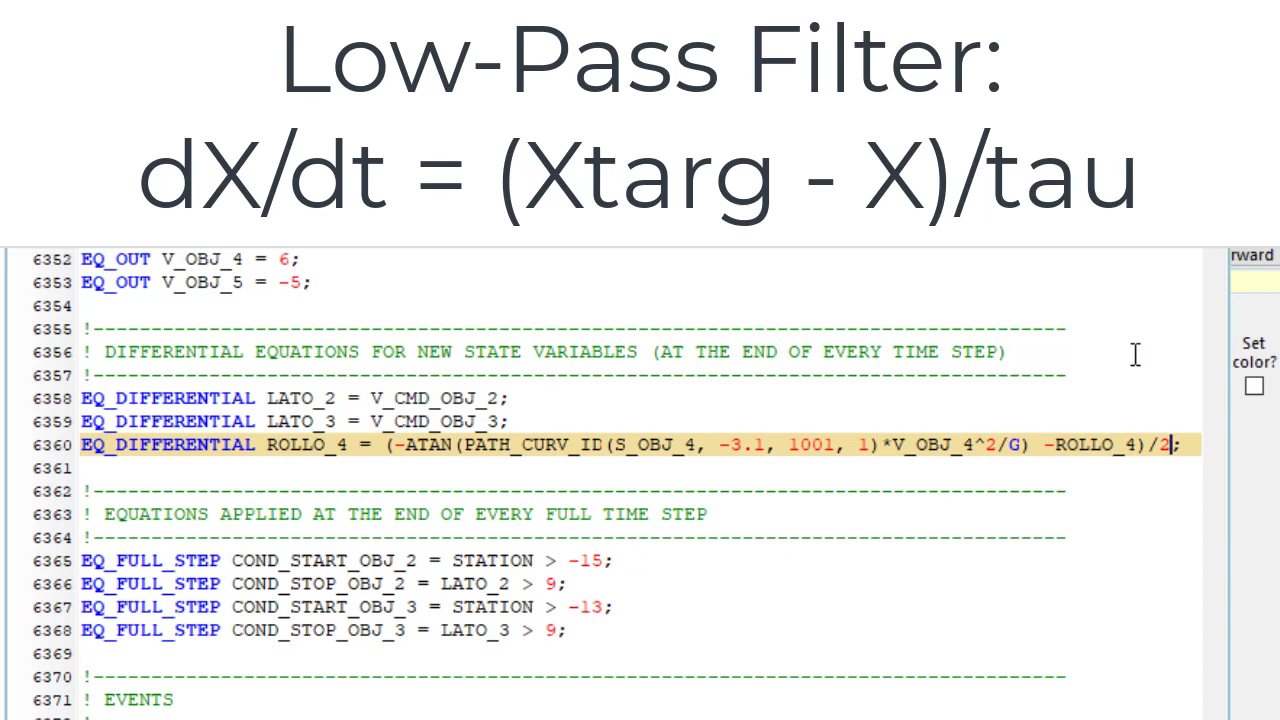 Low-Pass Filter:
dX/dt = (Xtarg - X)/tau
6352 EQ_OUT V_OBJ_4 = 6;
6353 EQ_OUT V_OBJ_5 = -5;
6354
6355 !------------------------------------------------------------------------------------
6356 ! DIFFERENTIAL EQUATIONS FOR NEW STATE VARIABLES (AT THE END OF EVERY TIME STEP)
6357 !------------------------------------------------------------------------------------
6358 EQ_DIFFERENTIAL LATO_2 = V_CMD_OBJ_2;
6359 EQ_DIFFERENTIAL LATO_3 = V_CMD_OBJ_3;
6360 EQ_DIFFERENTIAL ROLLO_4 = (-ATAN(PATH_CURV_ID(S_OBJ_4, -3.1, 1001, 1)*V_OBJ_4^2/G) -ROLLO_4)/2;
6361
6362 !------------------------------------------------------------------------------------
6363 ! EQUATIONS APPLIED AT THE END OF EVERY FULL TIME STEP
6364 !------------------------------------------------------------------------------------
6365 EQ_FULL_STEP COND_START_OBJ_2 = STATION > -15;
6366 EQ_FULL_STEP COND_STOP_OBJ_2 = LATO_2 > 9;
6367 EQ_FULL_STEP COND_START_OBJ_3 = STATION > -13;
6368 EQ_FULL_STEP COND_STOP_OBJ_3 = LATO_3 > 9;
6369
6370 !------------------------------------------------------------------------------------
6371 ! EVENTS
rward
Set
color?